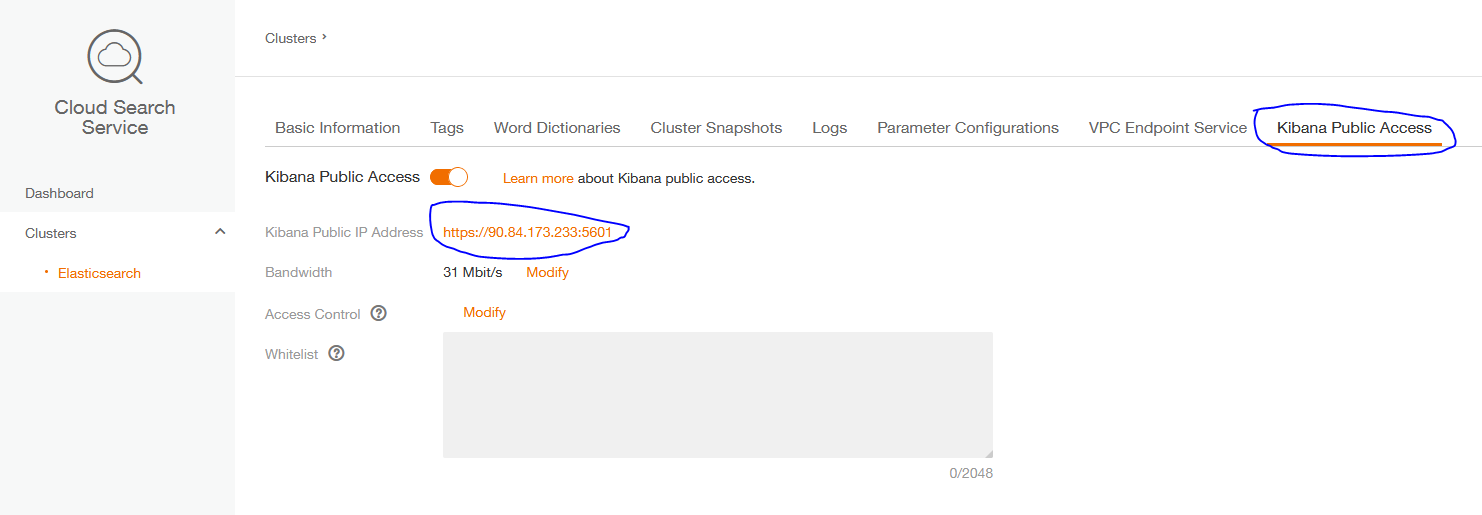 Cloud Search
Service
Dashboard
Clusters
Elasticsearch
Clusters >
Basic Information Tags Word Dictionaries Cluster Snapshots Logs Parameter Configurations VPC Endpoint Service Kibana Public Access
Kibana Public Access Learn more about Kibana public access.
Kibana Public IP Address https://90.84.173.233:5601
Bandwidth 31 Mbit/s Modify
Access Control ? Modify
Whitelist ?
0/2048